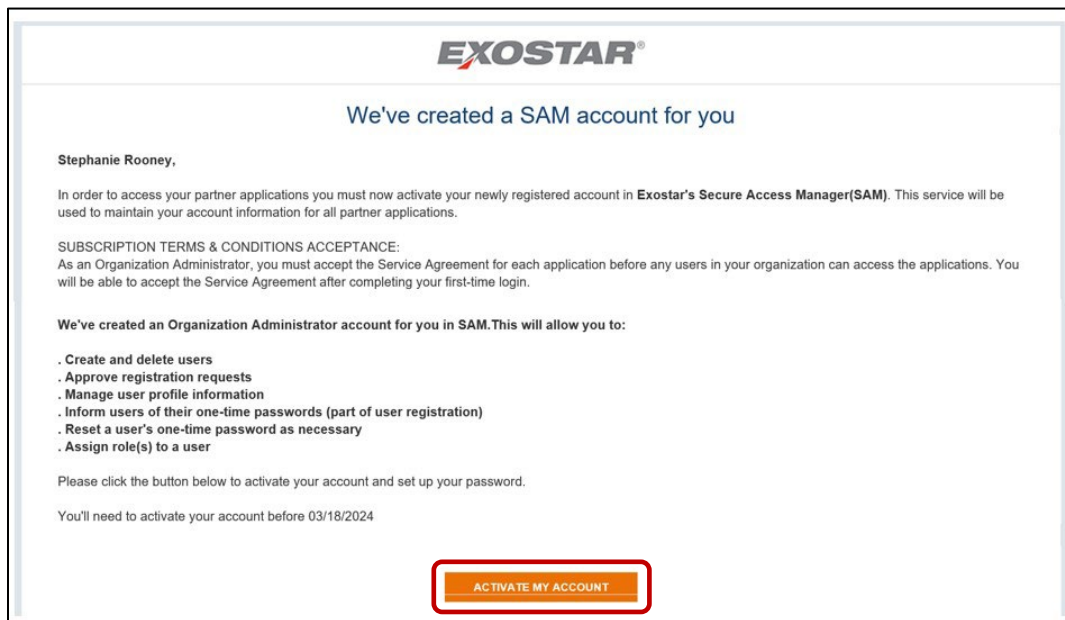 EXOSTAR®
We've created a SAM account for you
Stephanie Rooney,
In order to access your partner applications you must now activate your newly registered account in Exostar's Secure Access Manager(SAM). This service will be
used to maintain your account information for all partner applications.
SUBSCRIPTION TERMS & CONDITIONS ACCEPTANCE:
As an Organization Administrator, you must accept the Service Agreement for each application before any users in your organization can access the applications. You
will be able to accept the Service Agreement after completing your first-time login.
We've created an Organization Administrator account for you in SAM.This will allow you to:
. Create and delete users
. Approve registration requests
. Manage user profile information
. Inform users of their one-time passwords (part of user registration)
. Reset a user's one-time password as necessary
. Assign role(s) to a user
Please click the button below to activate your account and set up your password.
You'll need to activate your account before 03/18/2024
ACTIVATE MY ACCOUNT